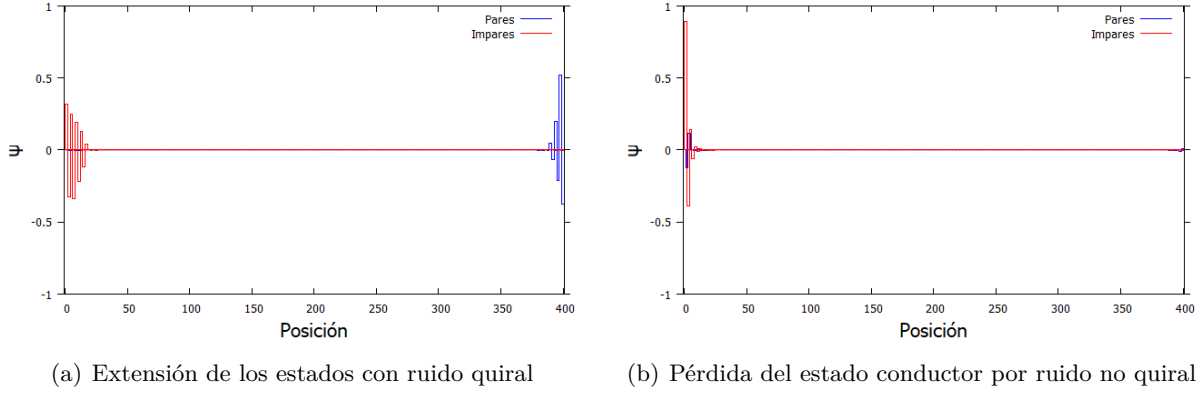 1
Pares
Impares
0.5
ψ
0
-0.5
-1
0 50 100 150 200 250 300 350 400
Posición
(a) Extensión de los estados con ruido quiral
1
Pares
Impares
0.5
ψ
0
-0.5
-1
0 50 100 150 200 250 300 350 400
Posición
(b) Pérdida del estado conductor por ruido no quiral